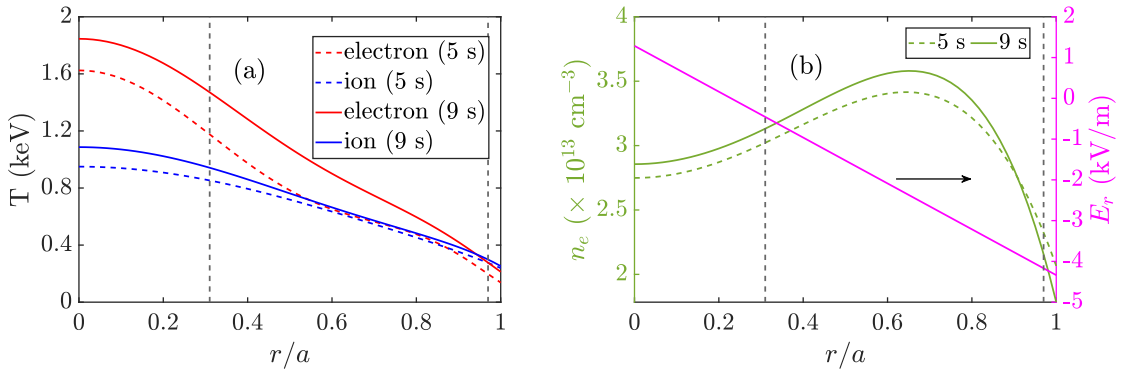 2
1.6
1.2
0.8
0.4
0
T (keV)
0
0.2
0.4
0.6
0.8
1
r/a
(a)
electron (5 s)
ion (5 s)
electron (9 s)
ion (9 s)
3.5
3
2.5
2
n_e (× 10^13 cm^−3)
0
0.2
0.4
0.6
0.8
1
r/a
(b)
5 s
9 s
2
1
0
-1
-2
-3
-4
-5
E_r (kV/m)